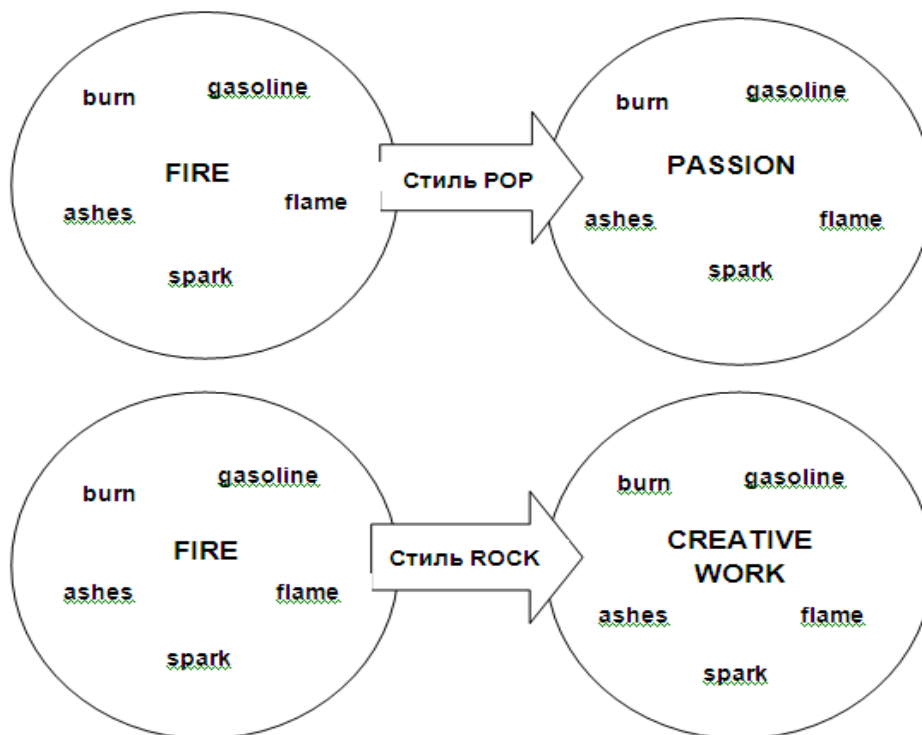 burn
gasoline
FIRE
ashes
flame
spark
Стиль POP
burn
gasoline
PASSION
ashes
flame
spark
burn
gasoline
FIRE
ashes
flame
spark
Стиль ROCK
burn
gasoline
CREATIVE
WORK
ashes
flame
spark